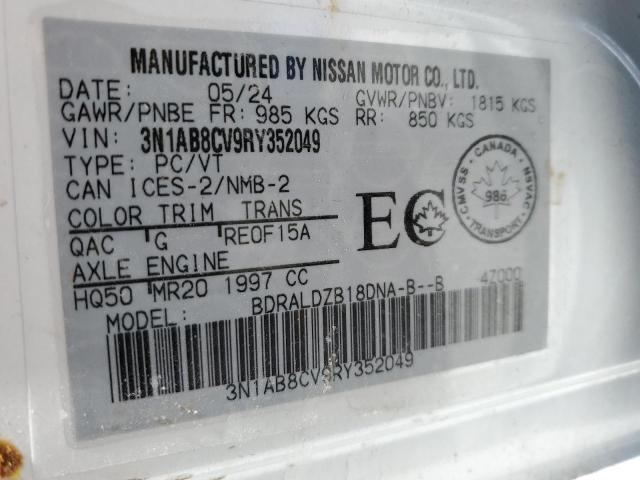 MANUFACTURED BY NISSAN MOTOR CO., LTD.
DATE: 05/24 GVWR/PNBV: 1815 KGS
GAWR/PNBE FR: 985 KGS RR: 850 KGS
VIN: 3N1AB8CV9RY352049
TYPE: PC/VT
CAN ICES-2/NMB-2
COLOR TRIM TRANS
QAC G RE0F15A
AXLE ENGINE
HQ50 MR20 1997 CC
MODEL: BDRALDZB18DNA-B--B 47000
EC
CANADA
CMVSS NSVAC
986
TRANSPORT
3N1AB8CV9RY352049